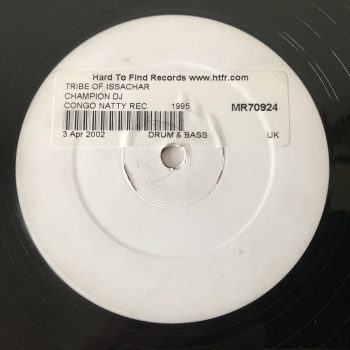 Hard To Find Records www.htfr.com
TRIBE OF ISSACHAR
CHAMPION DJ
CONGO NATTY REC 1995 MR70924
3 Apr 2002 DRUM & BASS UK